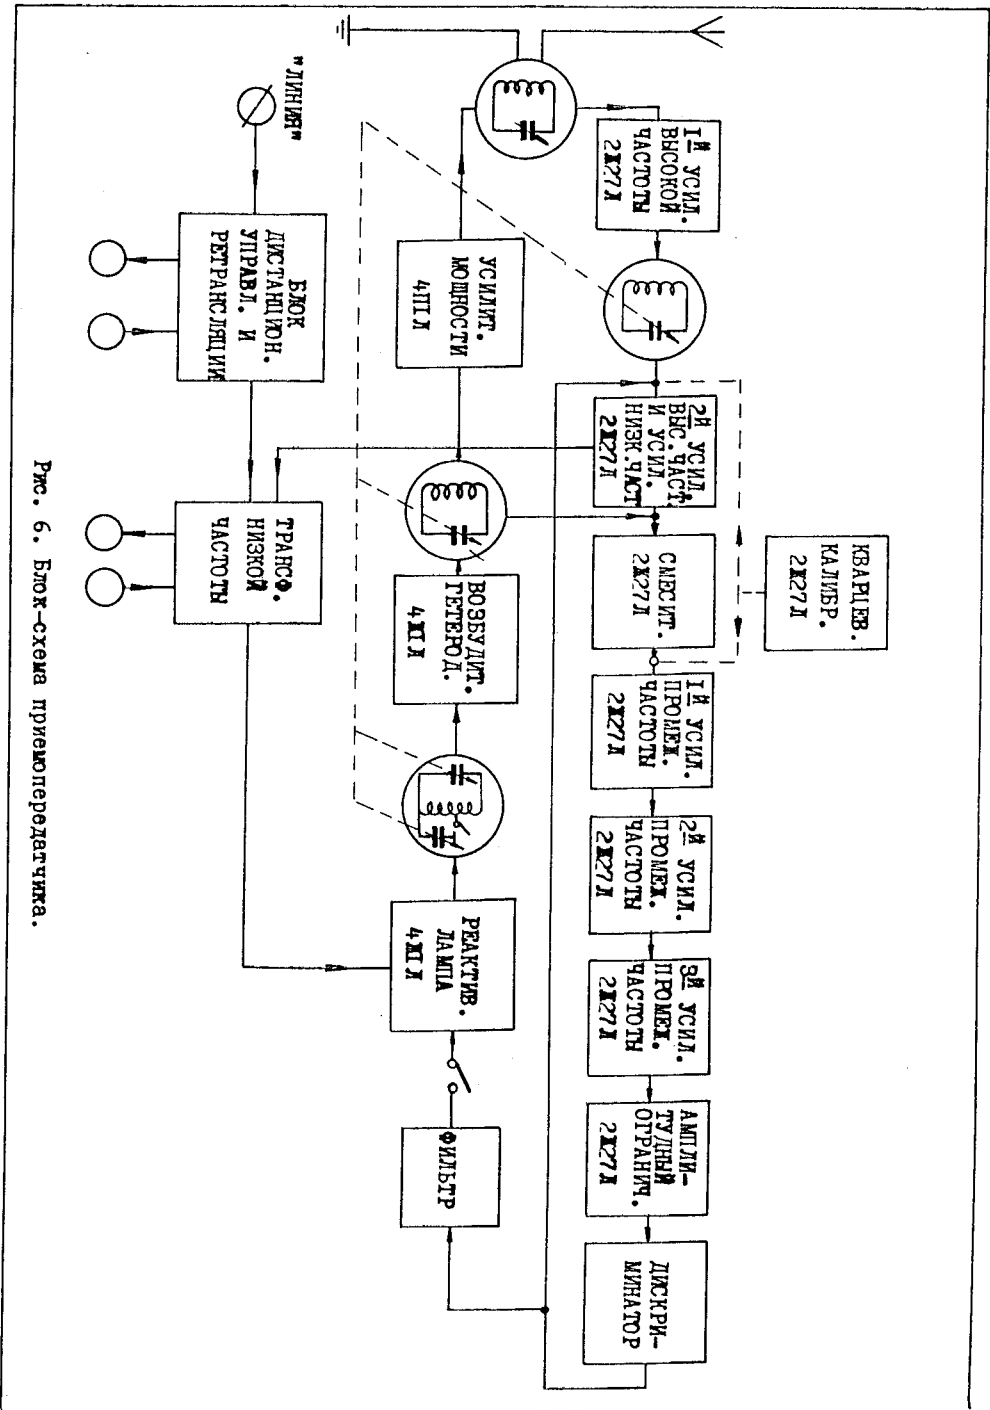 КВАРЦЕВ.
КАЛИБР.
2Ж27Л
1й УСИЛ.
ВЫСОКОЙ
ЧАСТОТЫ
2Ж27Л
2й УСИЛ.
ВЫС. ЧАСТ.
И УСИЛ.
НИЗК. ЧАСТ
2Ж27Л
СМЕСИТ.
2Ж27Л
1й УСИЛ.
ПРОМЕЖ.
ЧАСТОТЫ
2Ж27Л
2й УСИЛ.
ПРОМЕЖ.
ЧАСТОТЫ
2Ж27Л
3й УСИЛ.
ПРОМЕЖ.
ЧАСТОТЫ
2Ж27Л
АМПЛИ-
ТУДНЫЙ
ОГРАНИЧ.
2Ж27Л
ДИСКРИ-
МИНАТОР
УСИЛИТ.
МОЩНОСТИ
4П1Л
ВОЗБУДИТ.
ГЕТЕРОД.
4Ж1Л
РЕАКТИВ.
ЛАМПА
4Ж1Л
ФИЛЬТР
"ЛИНИЯ"
БЛОК
ДИСТАНЦИОН.
УПРАВЛ. И
РЕТРАНСЛЯЦИИ
ТРАНСФ.
НИЗКОЙ
ЧАСТОТЫ
Рис. 6. Блок-схема приемопередатчика.